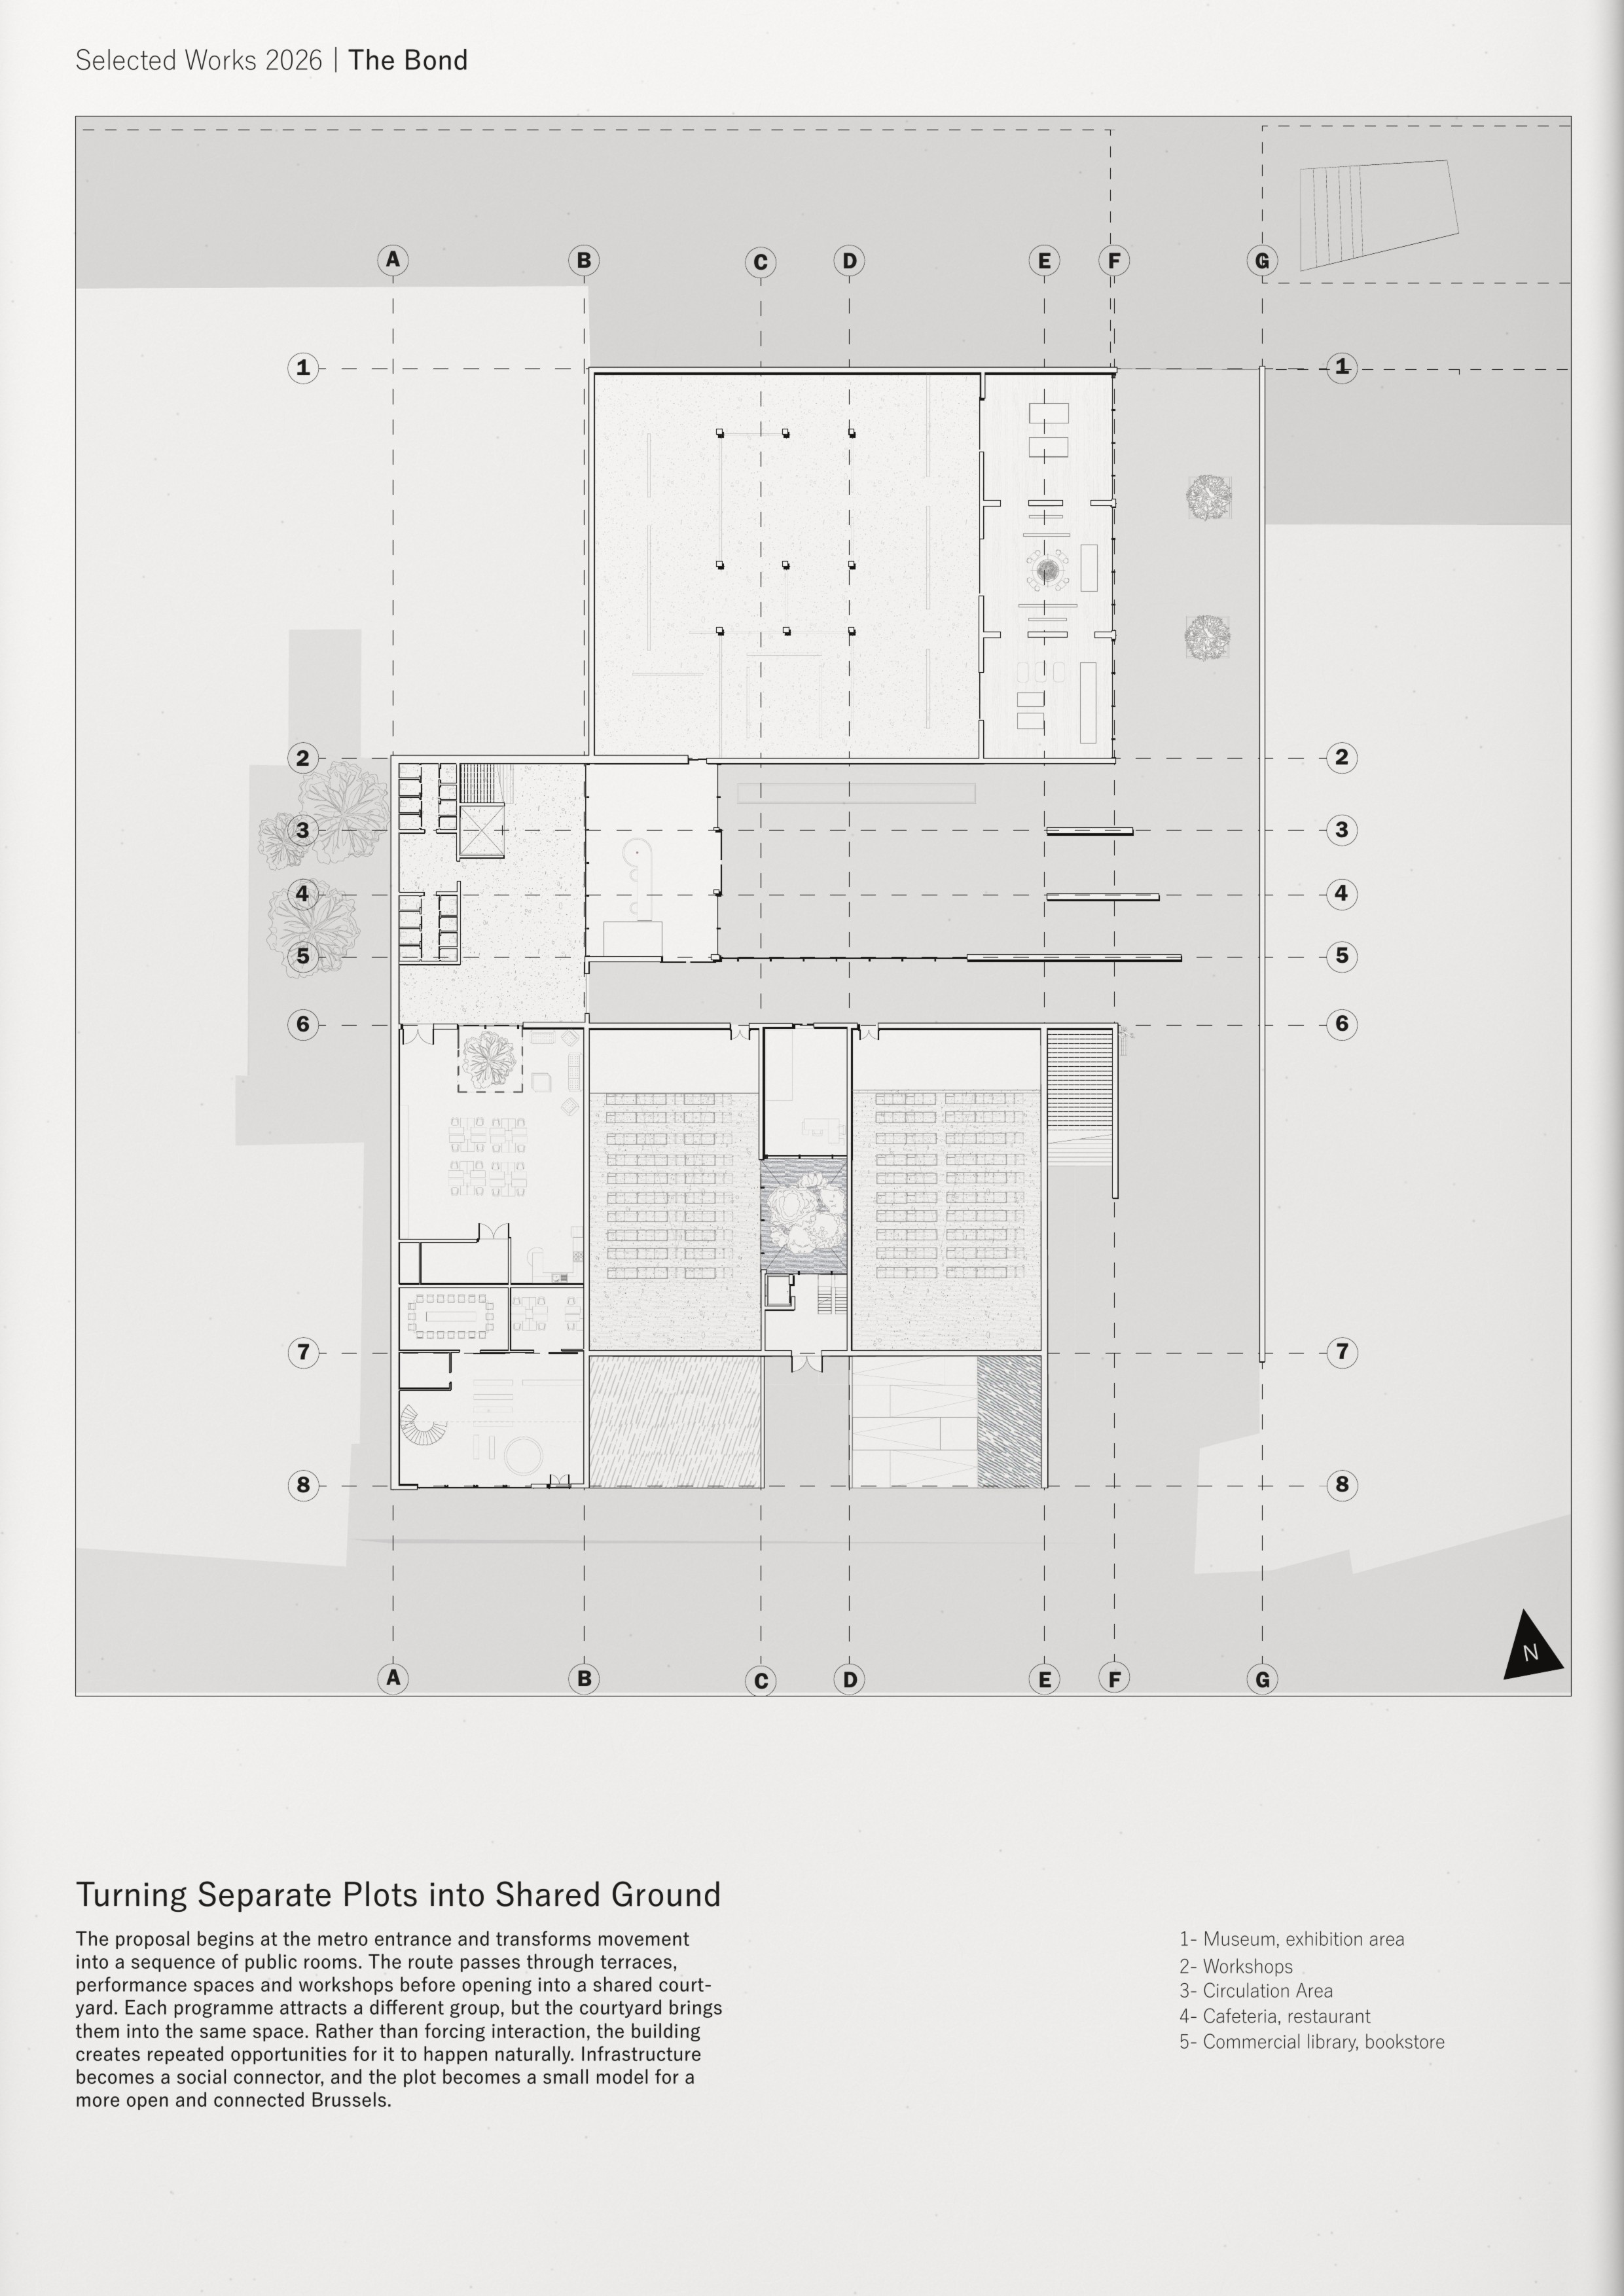 Selected Works 2026 | The Bond
A B C D E F G
1 1
2 2
3 3
4 4
5 5
6 6
7 7
8 8
N
A B C D E F G
Turning Separate Plots into Shared Ground
The proposal begins at the metro entrance and transforms movement
into a sequence of public rooms. The route passes through terraces,
performance spaces and workshops before opening into a shared court-
yard. Each programme attracts a different group, but the courtyard brings
them into the same space. Rather than forcing interaction, the building
creates repeated opportunities for it to happen naturally. Infrastructure
becomes a social connector, and the plot becomes a small model for a
more open and connected Brussels.
1- Museum, exhibition area
2- Workshops
3- Circulation Area
4- Cafeteria, restaurant
5- Commercial library, bookstore